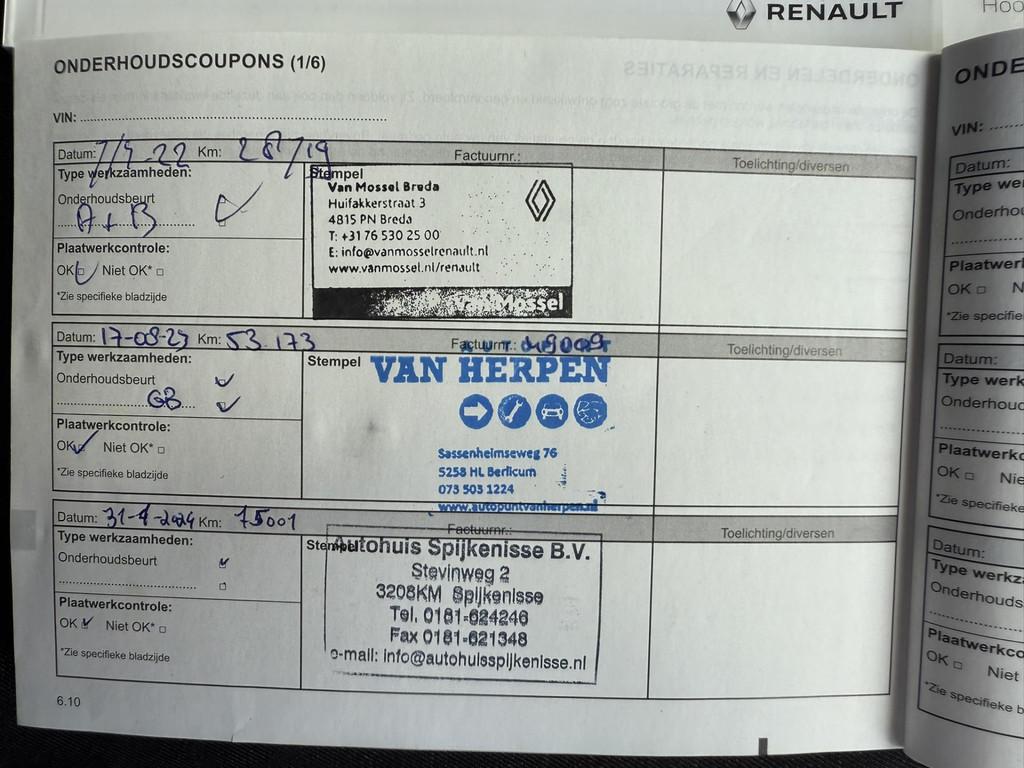 RENAULT
Hoo
ONDERHOUDSCOUPONS (1/6)
VIN:
Datum: 7/4-22 Km: 28719 Factuurnr.: Toelichting/diversen
Type werkzaamheden:
Onderhoudsbeurt
A+B
Plaatwerkcontrole:
OK Niet OK*
*Zie specifieke bladzijde
Stempel
Van Mossel Breda
Huifakkerstraat 3
4815 PN Breda
T: +31 76 530 25 00
E: info@vanmosselrenault.nl
www.vanmossel.nl/renault
Van Mossel
Datum: 17-08-23 Km: 53.173 Factuurnr.: 49009 Toelichting/diversen
Type werkzaamheden:
Onderhoudsbeurt
GB
Plaatwerkcontrole:
OK Niet OK*
*Zie specifieke bladzijde
Stempel
VAN HERPEN
Sassenheimseweg 76
5258 HL Berlicum
073 503 1224
www.autopuntvanherpen.nl
Datum: Km: 75001 Factuurnr.: Toelichting/diversen
Type werkzaamheden:
Onderhoudsbeurt
Plaatwerkcontrole:
OK Niet OK*
*Zie specifieke bladzijde
Stempel
Autohuis Spijkenisse B.V.
Stevinweg 2
3208KM Spijkenisse
Tel. 0181-624246
Fax 0181-621348
e-mail: info@autohuisspijkenisse.nl
6.10
ONDE
VIN:
Datum:
Type we
Onderhou
Plaatwer
OK N
*Zie specifie
Datum:
Type werk
Onderhoud
Plaatwerkc
OK Nie
*Zie specifie
Datum:
Type werkz
Onderhouds
Plaatwerkco
OK Niet
*Zie specifieke b